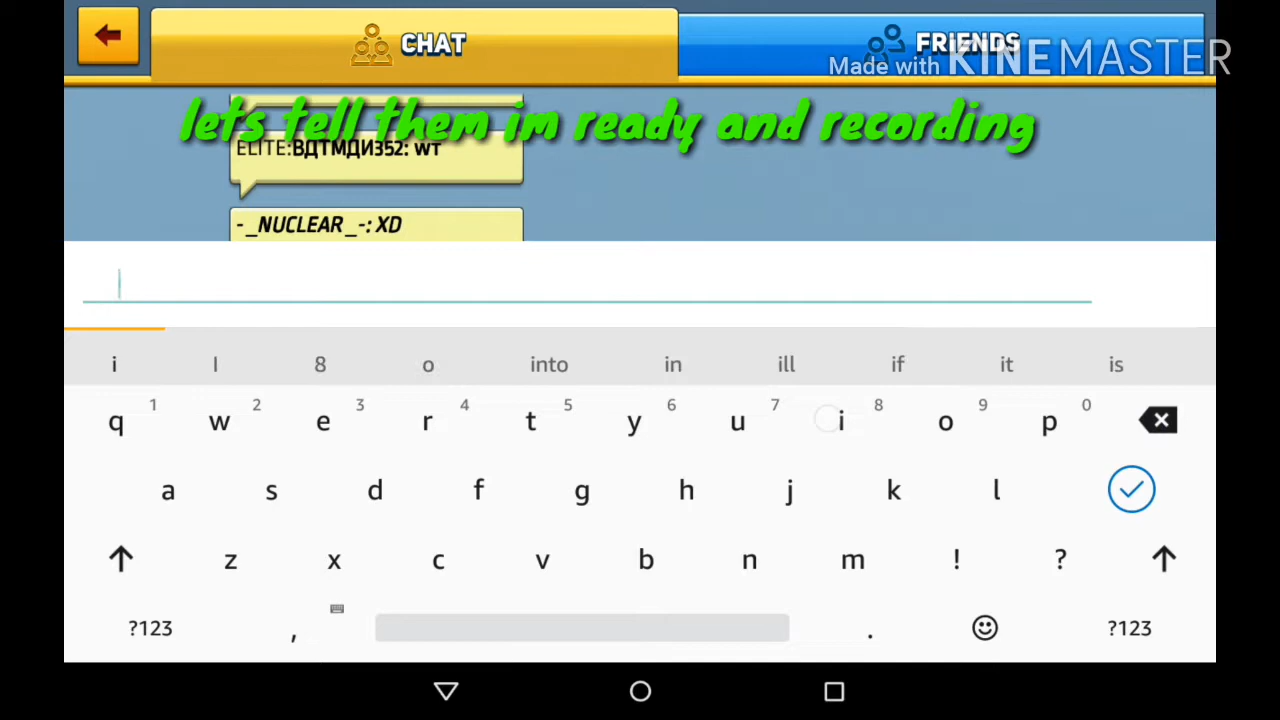 CHAT
FRIENDS
Made with KINEMASTER
lets tell them im ready and recording
ELITE:ВДТМДИ352: wт
-_NUCLEAR_-: XD
i I 8 o into in ill if it is
q 1 w 2 e 3 r 4 t 5 y 6 u 7 i 8 o 9 p 0
a s d f g h j k l
z x c v b n m ! ?
?123 , . ?123